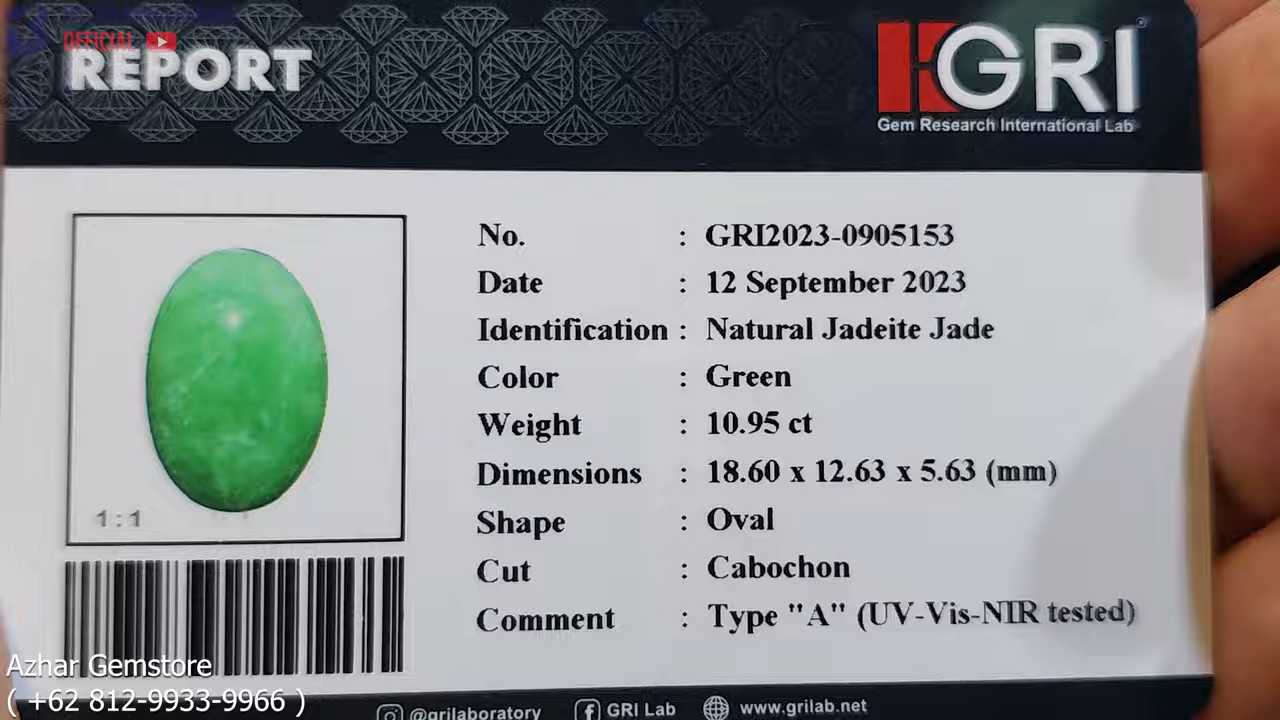 OFFICIAL
REPORT
GRI
Gem Research International Lab
No. : GRI2023-0905153
Date : 12 September 2023
Identification : Natural Jadeite Jade
Color : Green
Weight : 10.95 ct
Dimensions : 18.60 x 12.63 x 5.63 (mm)
Shape : Oval
Cut : Cabochon
Comment : Type "A" (UV-Vis-NIR tested)
1:1
Azhar Gemstore
( +62 812-9933-9966 )
@grilaboratory GRI Lab www.grilab.net